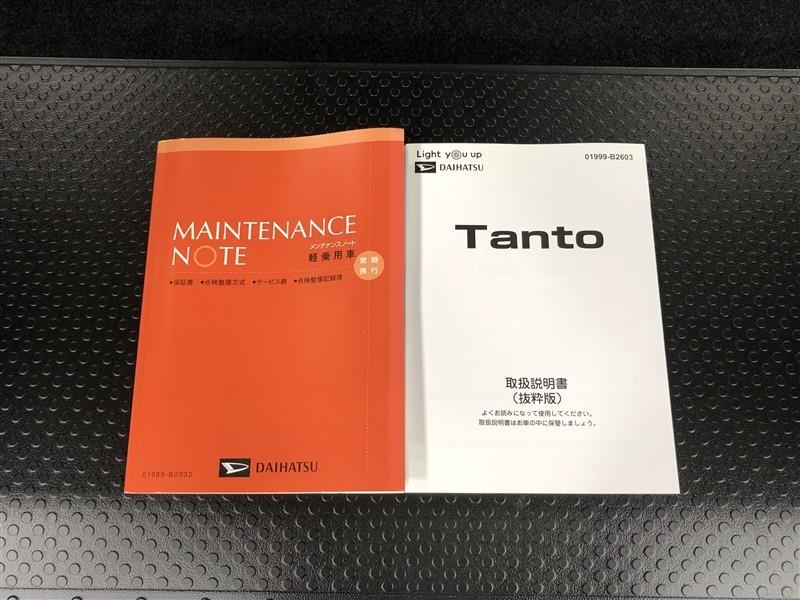 MAINTENANCE
NOTE
メンテナンスノート
軽乗用車
常時
携行
●保証書 ●点検整備方式 ●サービス網 ●点検整備記録簿
01989-B2032
DAIHATSU
Light you up
DAIHATSU
01999-B2603
Tanto
取扱説明書
（抜粋版）
よくお読みになって使用してください。
取扱説明書はお車の中に保管しましょう。